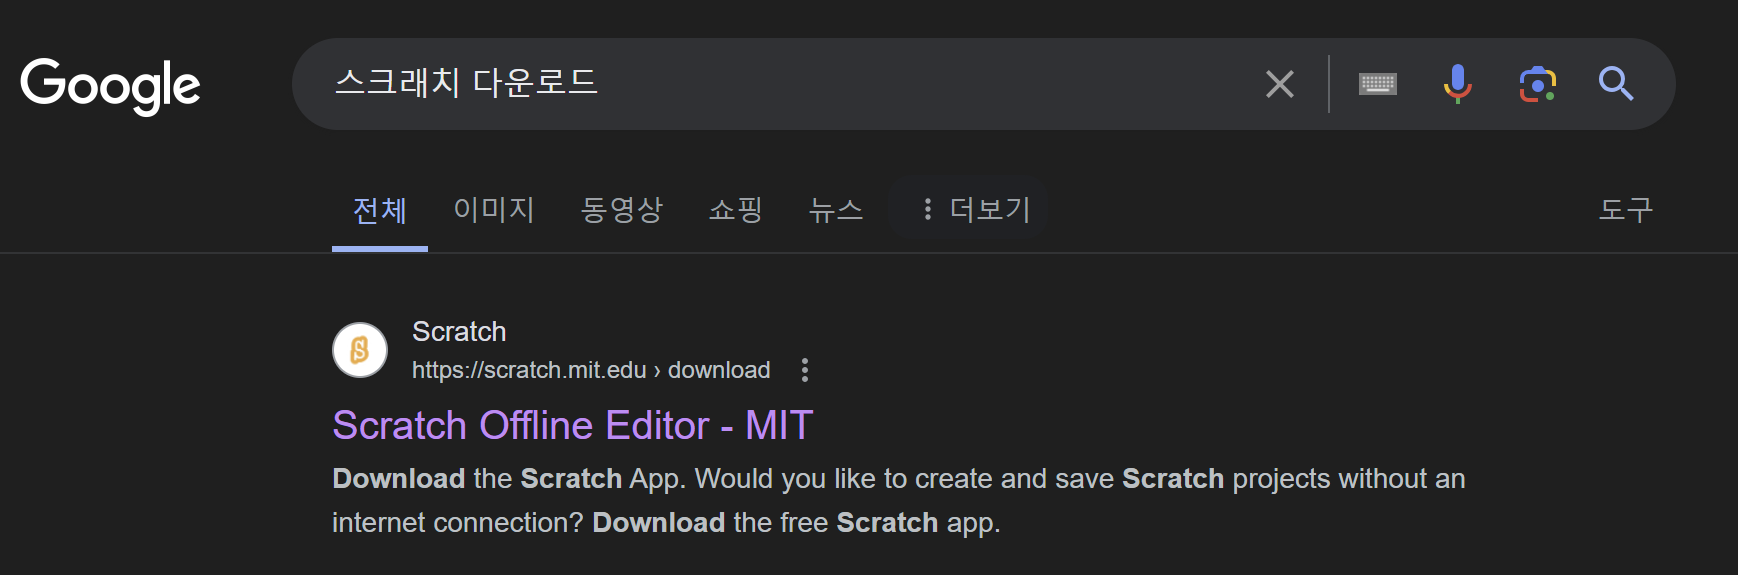 Google
스크래치 다운로드
전체 이미지 동영상 쇼핑 뉴스 더보기 도구
Scratch
https://scratch.mit.edu › download
Scratch Offline Editor - MIT
Download the Scratch App. Would you like to create and save Scratch projects without an
internet connection? Download the free Scratch app.